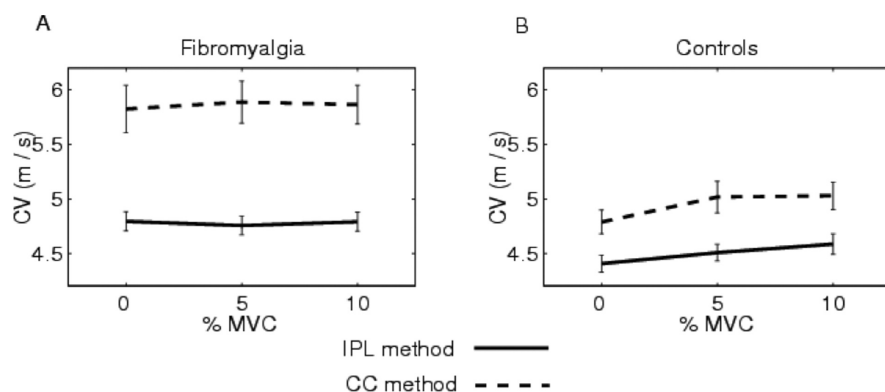 A
Fibromyalgia
6
5.5
5
4.5
CV (m / s)
0
5
10
% MVC
B
Controls
6
5.5
5
4.5
CV (m / s)
0
5
10
% MVC
IPL method
CC method